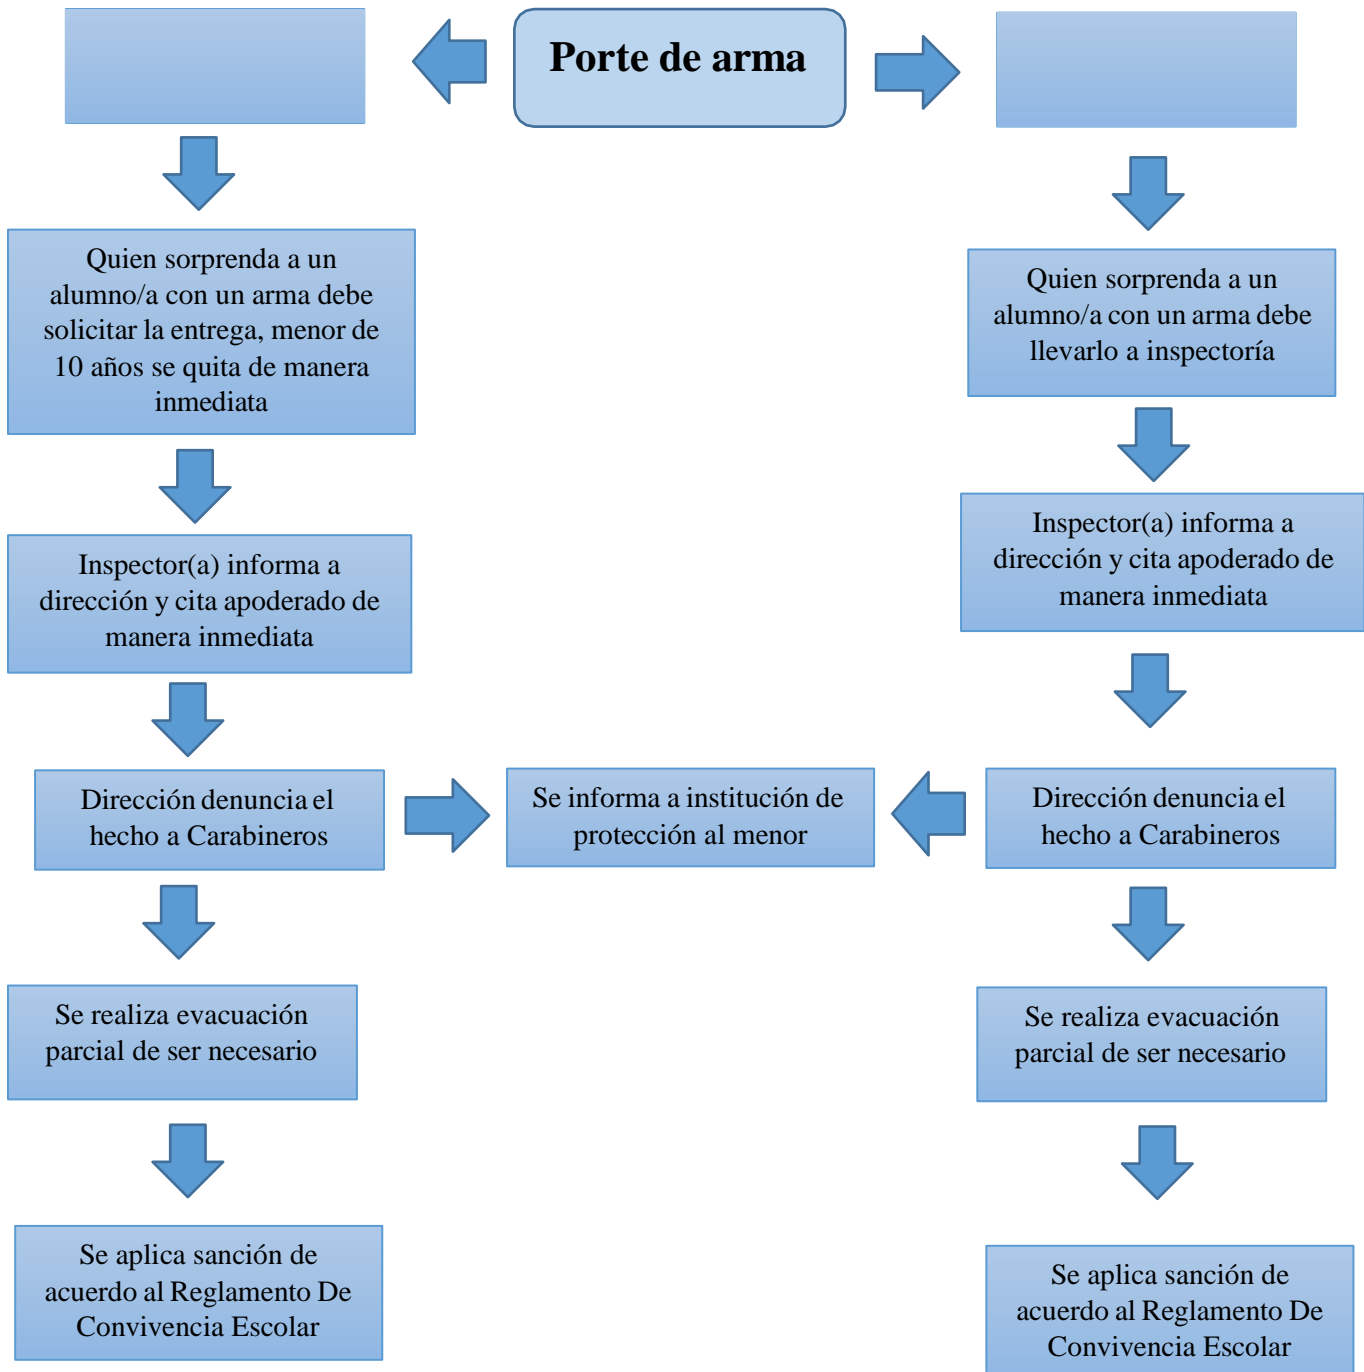 Porte de arma
Quien sorprenda a un
alumno/a con un arma debe
solicitar la entrega, menor de
10 años se quita de manera
inmediata
Inspector(a) informa a
dirección y cita apoderado de
manera inmediata
Dirección denuncia el
hecho a Carabineros
Se realiza evacuación
parcial de ser necesario
Se aplica sanción de
acuerdo al Reglamento De
Convivencia Escolar
Se informa a institución de
protección al menor
Quien sorprenda a un
alumno/a con un arma debe
llevarlo a inspectoría
Inspector(a) informa a
dirección y cita apoderado de
manera inmediata
Dirección denuncia el
hecho a Carabineros
Se realiza evacuación
parcial de ser necesario
Se aplica sanción de
acuerdo al Reglamento De
Convivencia Escolar